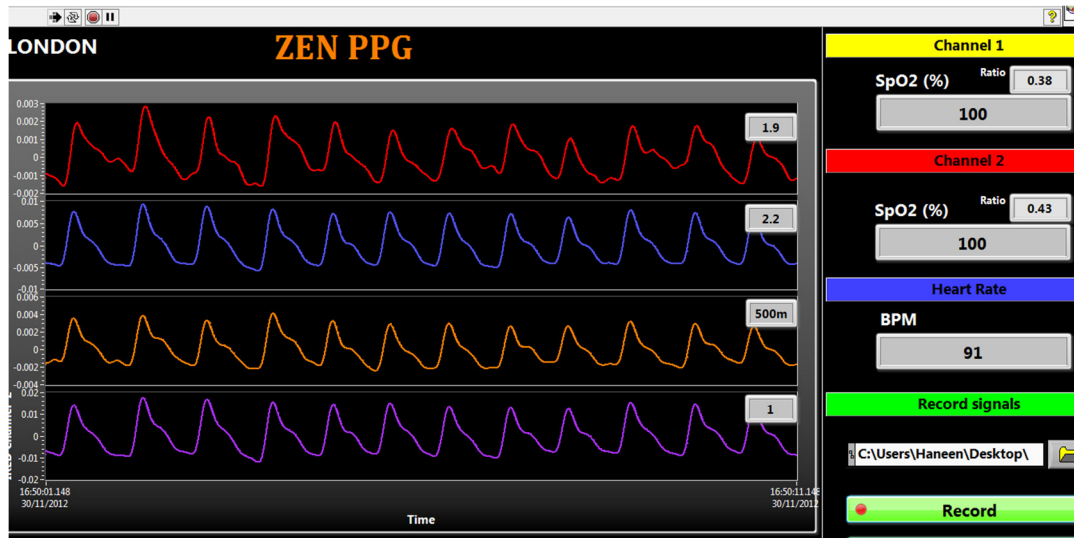 LONDON
ZEN PPG
0.003
0.002
0.001
0
-0.001
-0.002
1.9
0.01
0.005
0
-0.005
-0.01
2.2
0.006
0.004
0.002
0
-0.002
-0.004
500m
0.02
0.01
0
-0.01
-0.02
1
16:50:01.148
30/11/2012
16:50:11.148
30/11/2012
Time
Channel 1
SpO2 (%)
Ratio
0.38
100
Channel 2
SpO2 (%)
Ratio
0.43
100
Heart Rate
BPM
91
Record signals
C:\Users\Haneen\Desktop\
Record